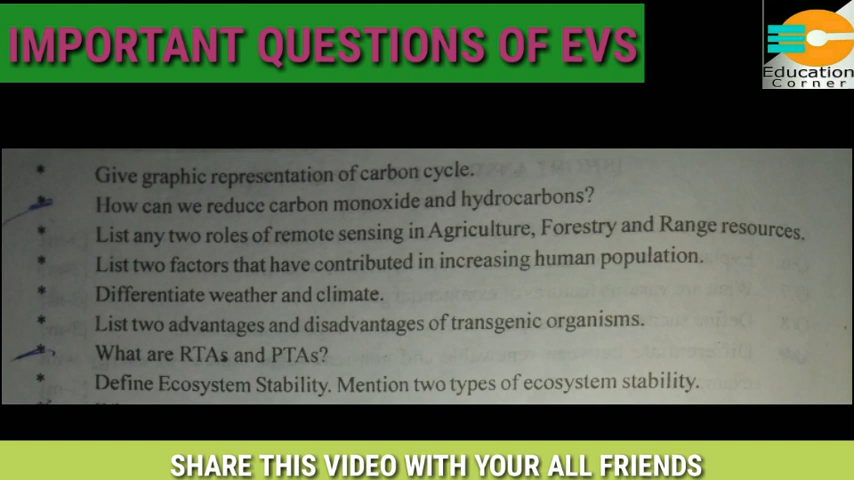 IMPORTANT QUESTIONS OF EVS
Education
Corner
* Give graphic representation of carbon cycle.
* How can we reduce carbon monoxide and hydrocarbons?
* List any two roles of remote sensing in Agriculture, Forestry and Range resources.
* List two factors that have contributed in increasing human population.
* Differentiate weather and climate.
* List two advantages and disadvantages of transgenic organisms.
* What are RTAs and PTAs?
* Define Ecosystem Stability. Mention two types of ecosystem stability.
SHARE THIS VIDEO WITH YOUR ALL FRIENDS